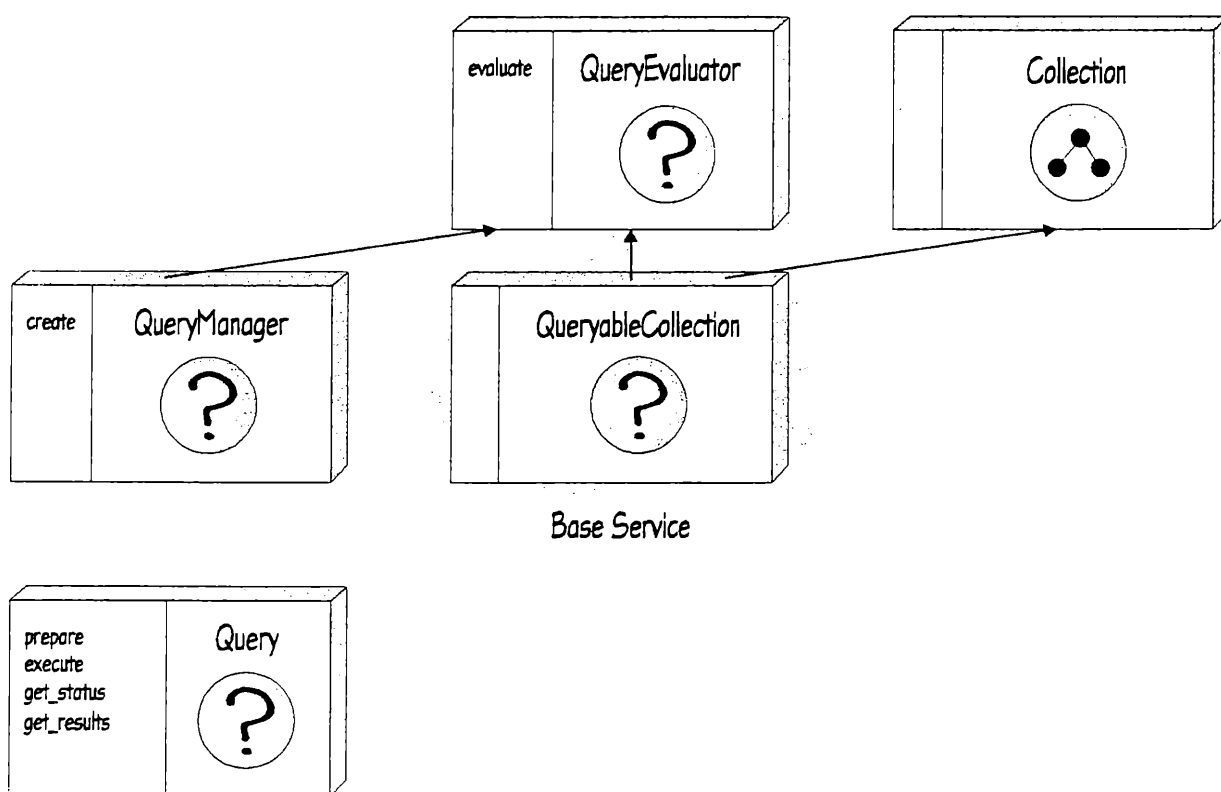 evaluate
QueryEvaluator
Collection
create
QueryManager
QueryableCollection
Base Service
prepare
execute
get_status
get_results
Query